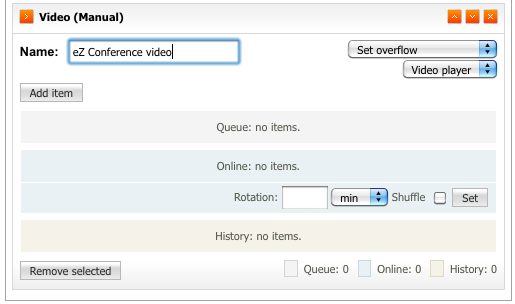 Video (Manual)
Name: eZ Conference video Set overflow
Video player
Add item
Queue: no items.
Online: no items.
Rotation: min Shuffle Set
History: no items.
Remove selected Queue: 0 Online: 0 History: 0